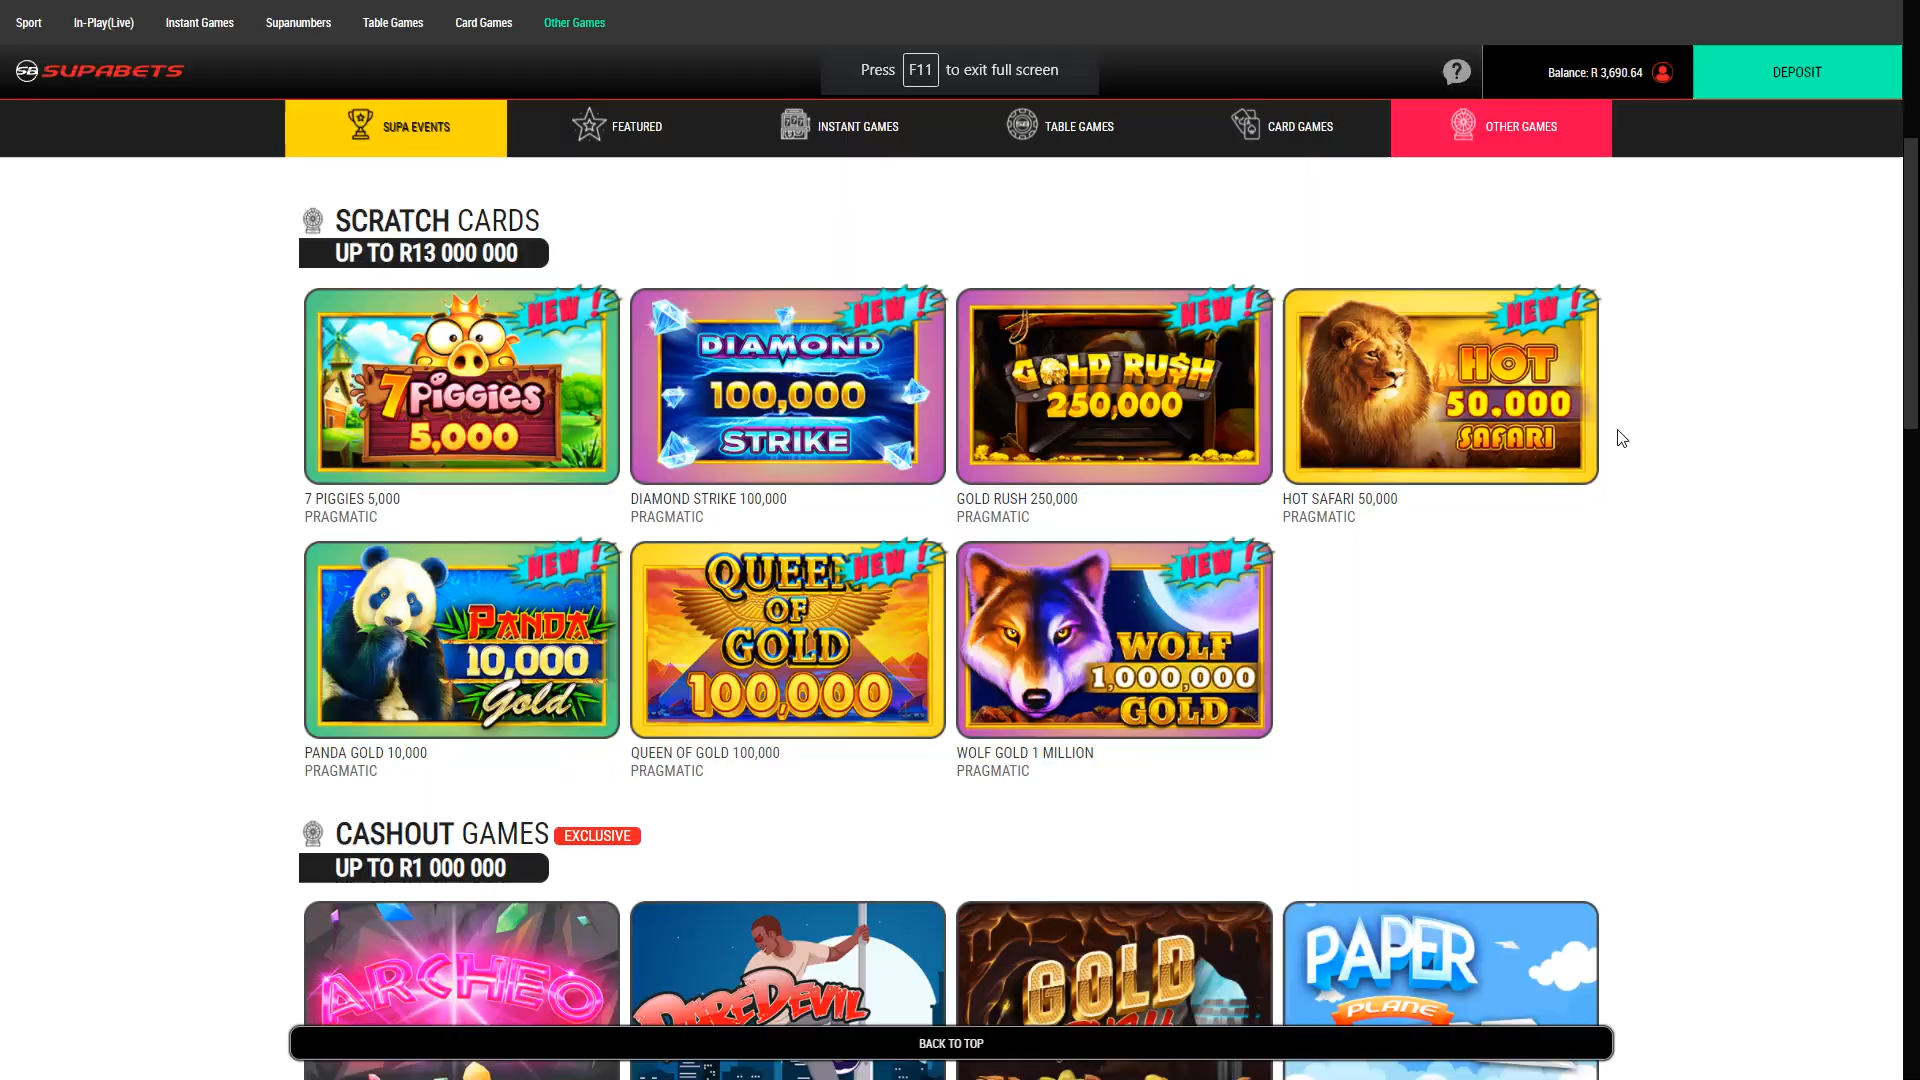 Sport In-Play(Live) Instant Games Supanumbers Table Games Card Games Other Games
SB SUPABETS
Press F11 to exit full screen
? Balance: R 3,690.64 DEPOSIT
SUPA EVENTS FEATURED INSTANT GAMES TABLE GAMES CARD GAMES OTHER GAMES
SCRATCH CARDS
UP TO R13 000 000
NEW !
7 PIGGIES
5,000
NEW !
DIAMOND
100,000
STRIKE
NEW !
GOLD RU$H
250,000
NEW !
HOT
50.000
SAFARI
7 PIGGIES 5,000
PRAGMATIC
DIAMOND STRIKE 100,000
PRAGMATIC
GOLD RUSH 250,000
PRAGMATIC
HOT SAFARI 50,000
PRAGMATIC
NEW !
PANDA
10,000
Gold
NEW !
QUEEN
OF
GOLD
100,000
NEW !
WOLF
1,000,000
GOLD
PANDA GOLD 10,000
PRAGMATIC
QUEEN OF GOLD 100,000
PRAGMATIC
WOLF GOLD 1 MILLION
PRAGMATIC
CASHOUT GAMES EXCLUSIVE
UP TO R1 000 000
ARCHEO
DAREDEVIL
GOLD
PAPER
PLANE
BACK TO TOP